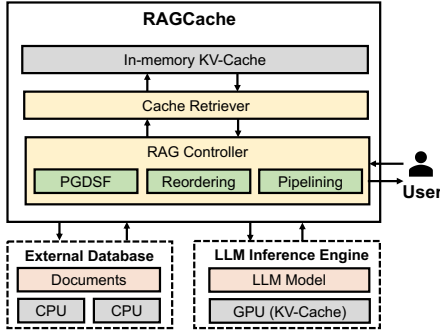 RAGCache
In-memory KV-Cache
Cache Retriever
RAG Controller
PGDSF Reordering Pipelining
User
External Database
Documents
CPU CPU
LLM Inference Engine
LLM Model
GPU (KV-Cache)